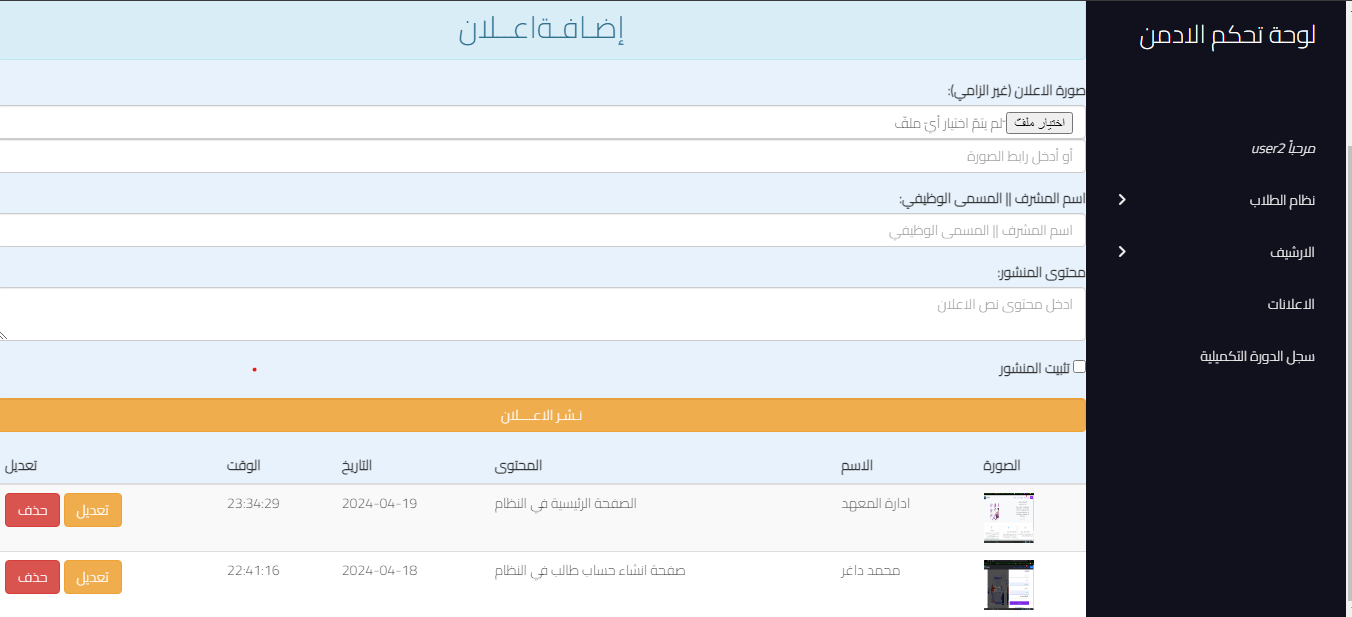 لوحة تحكم الادمن
مرحباً user2
نظام الطلاب
الارشيف
الاعلانات
سجل الدورة التكميلية
إضـافـةاعـــلان
صورة الاعلان (غير الزامي):
اختيار ملفّ لم يتمّ اختيار أيّ ملفّ
أو أدخل رابط الصورة
اسم المشرف || المسمى الوظيفي:
اسم المشرف || المسمى الوظيفي
محتوى المنشور:
ادخل محتوى نص الاعلان
تثبيت المنشور
نـشـر الاعــــلان
الصورة الاسم المحتوى التاريخ الوقت تعديل
ادارة المعهد الصفحة الرئيسية في النظام 2024-04-19 23:34:29 تعديل حذف
محمد داغر صفحة انشاء حساب طالب في النظام 2024-04-18 22:41:16 تعديل حذف